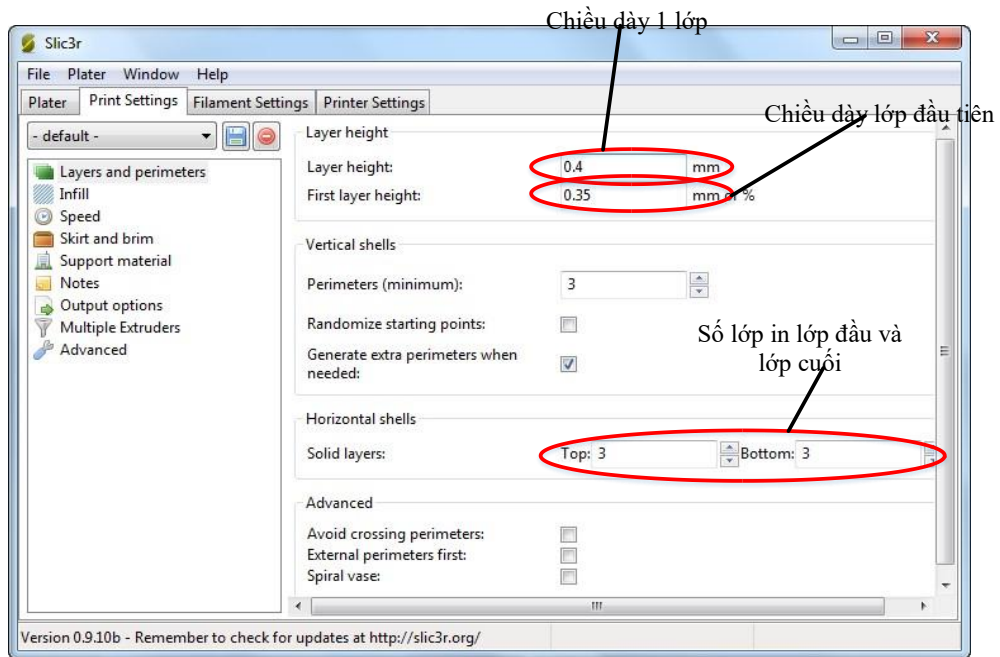 Chiều dày 1 lớp
Slic3r
File Plater Window Help
Plater Print Settings Filament Settings Printer Settings
Chiều dày lớp đầu tiên
- default -
Layers and perimeters
Infill
Speed
Skirt and brim
Support material
Notes
Output options
Multiple Extruders
Advanced
Layer height
Layer height: 0.4 mm
First layer height: 0.35 mm or %
Vertical shells
Perimeters (minimum): 3
Randomize starting points:
Generate extra perimeters when
needed:
Số lớp in lớp đầu và
lớp cuối
Horizontal shells
Solid layers: Top: 3 Bottom: 3
Advanced
Avoid crossing perimeters:
External perimeters first:
Spiral vase:
Version 0.9.10b - Remember to check for updates at http://slic3r.org/